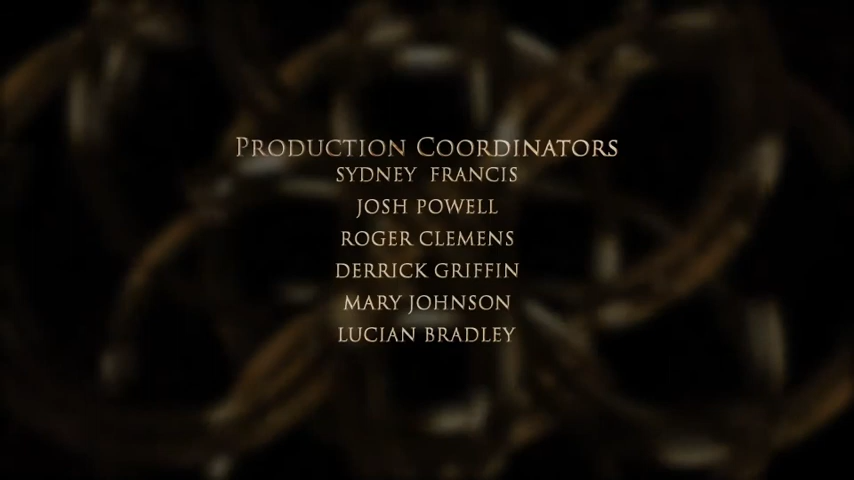 PRODUCTION COORDINATORS
SYDNEY FRANCIS
JOSH POWELL
ROGER CLEMENS
DERRICK GRIFFIN
MARY JOHNSON
LUCIAN BRADLEY